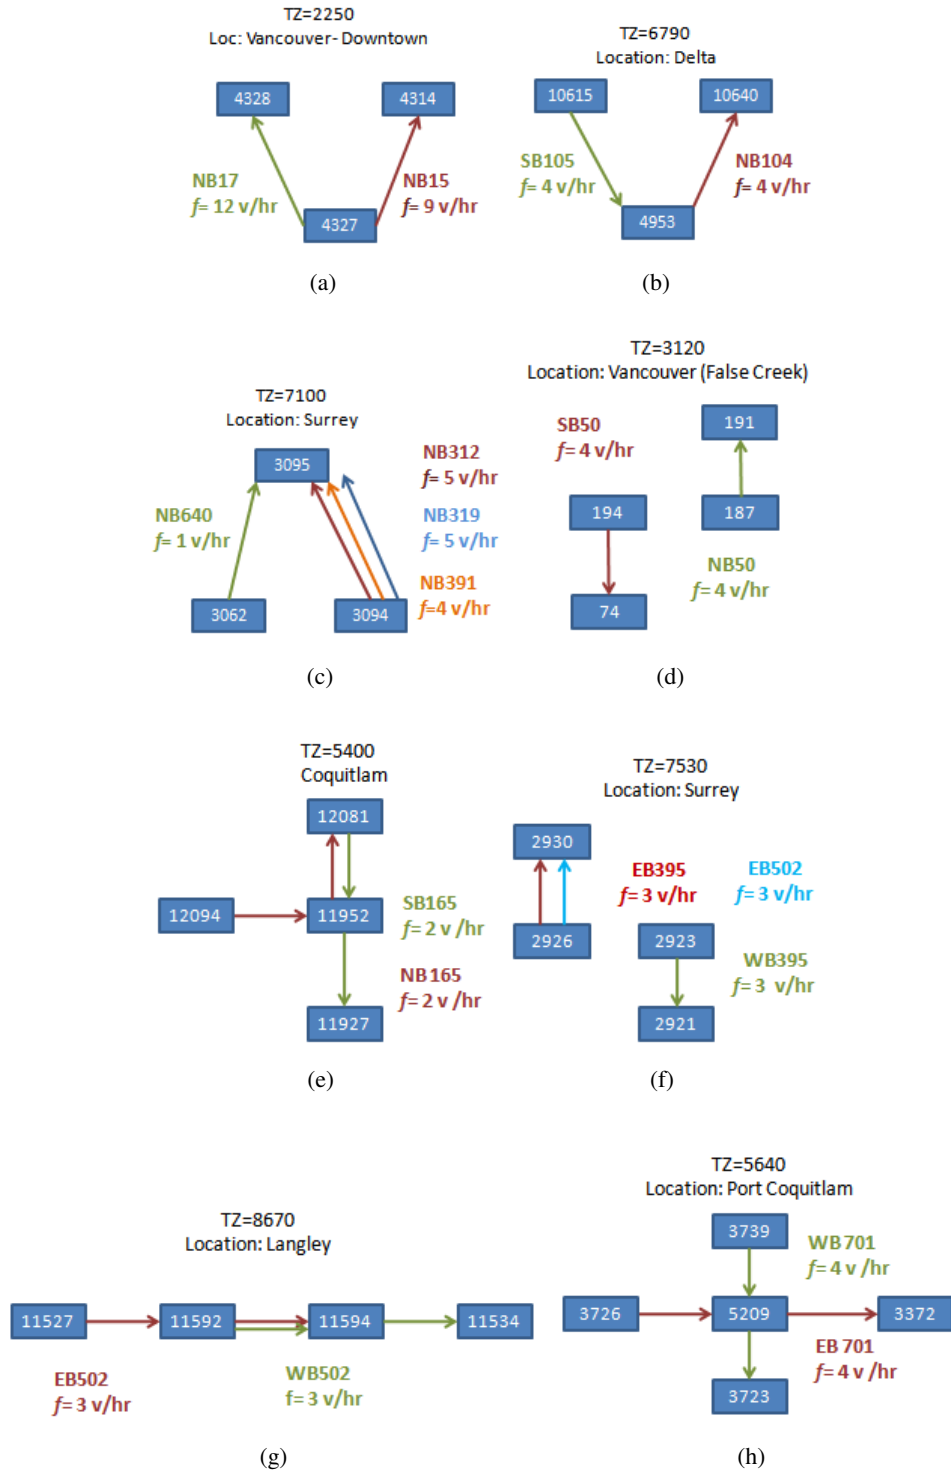 TZ=2250
Loc: Vancouver- Downtown
4328
4314
NB17
f= 12 v/hr
NB15
f= 9 v/hr
4327
(a)
TZ=6790
Location: Delta
10615
10640
SB105
f= 4 v/hr
NB104
f= 4 v/hr
4953
(b)
TZ=7100
Location: Surrey
3095
NB312
f= 5 v/hr
NB640
f= 1 v/hr
NB319
f= 5 v/hr
NB391
f=4 v/hr
3062
3094
(c)
TZ=3120
Location: Vancouver (False Creek)
SB50
f= 4 v/hr
191
194
187
NB50
f= 4 v/hr
74
(d)
TZ=5400
Coquitlam
12081
12094
11952
SB165
f= 2 v /hr
NB165
f= 2 v /hr
11927
(e)
TZ=7530
Location: Surrey
2930
EB395
f= 3 v/hr
EB502
f= 3 v/hr
2926
2923
WB395
f= 3 v/hr
2921
(f)
TZ=8670
Location: Langley
11527
11592
11594
11534
EB502
f= 3 v/hr
WB502
f= 3 v/hr
(g)
TZ=5640
Location: Port Coquitlam
3739
WB701
f= 4 v/hr
3726
5209
3372
EB 701
f= 4 v/hr
3723
(h)